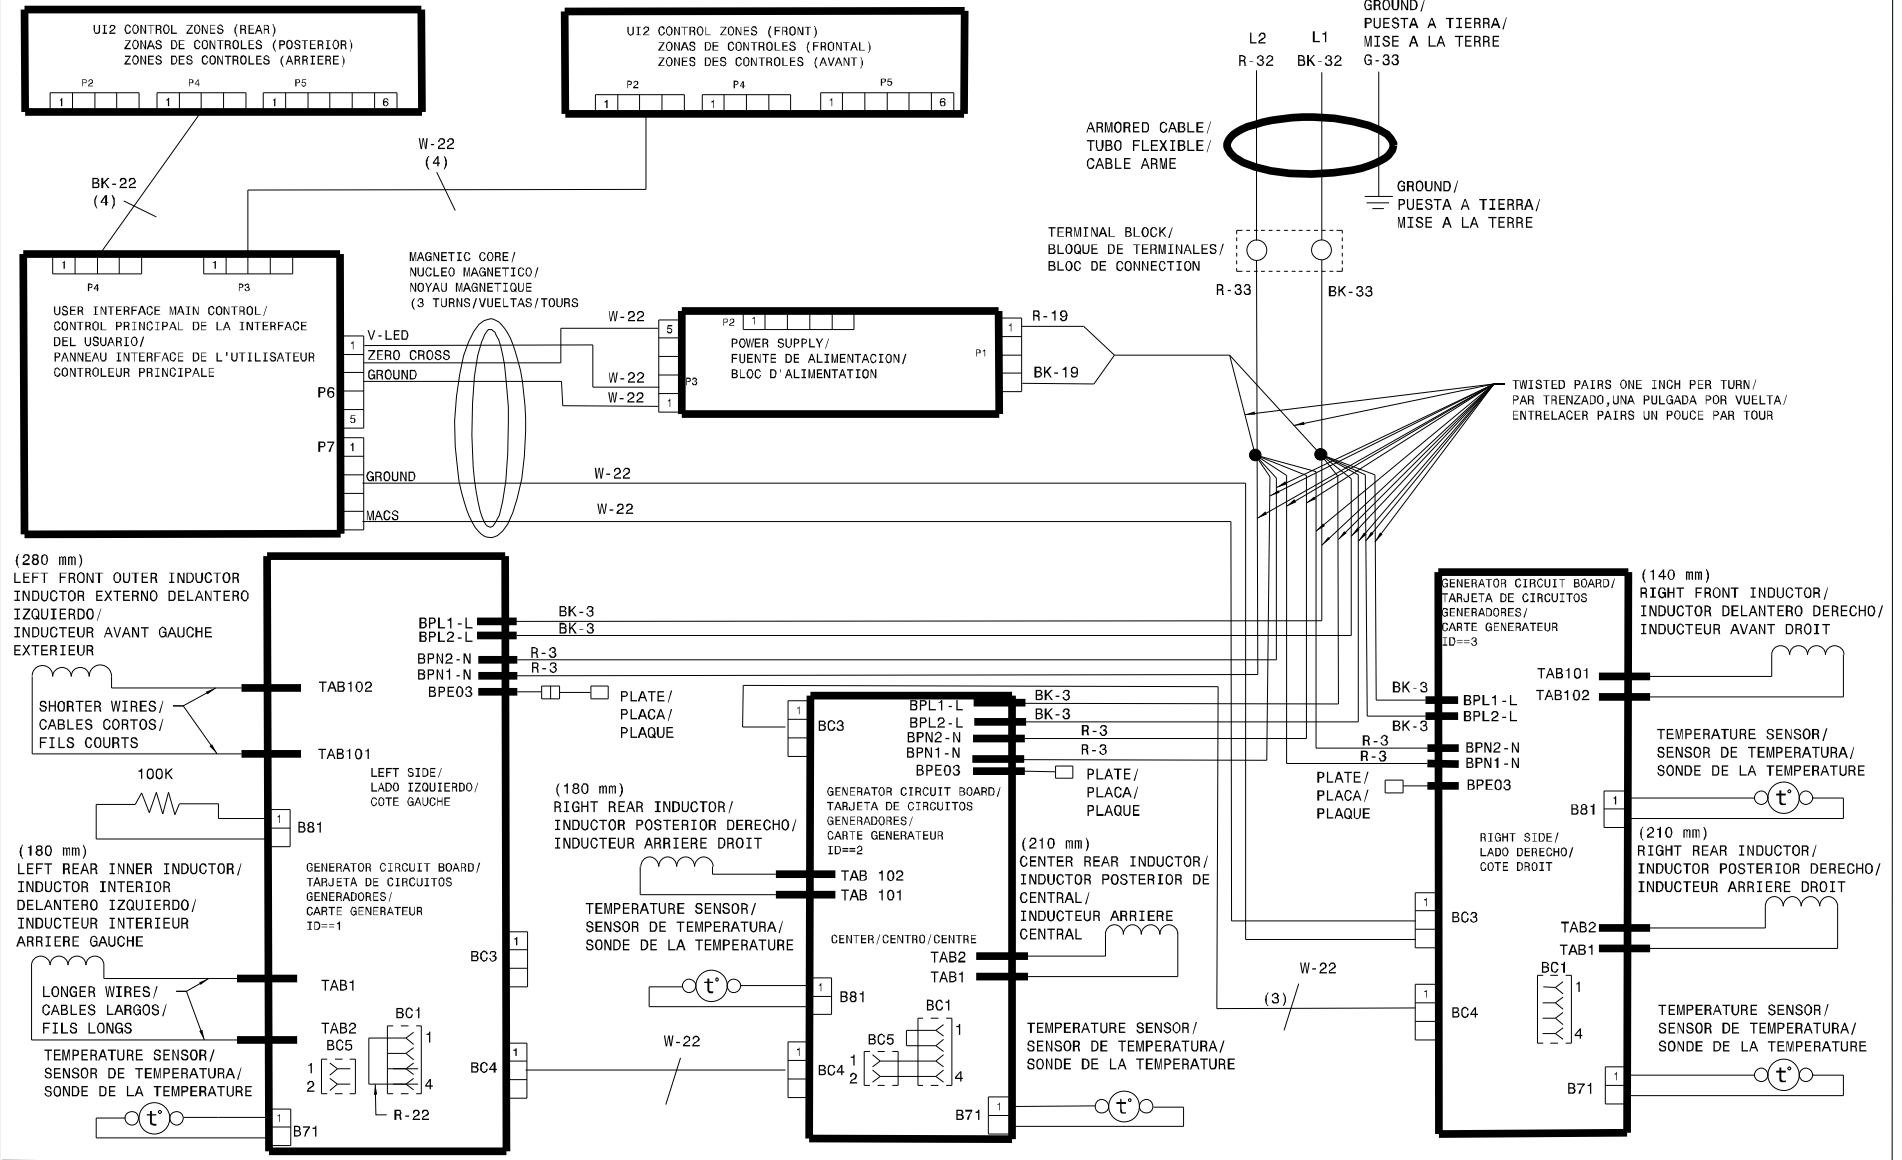 UI2 CONTROL ZONES (REAR)
ZONAS DE CONTROLES (POSTERIOR)
ZONES DES CONTROLES (ARRIERE)
P2
P4
P5
1
1
1
6
UI2 CONTROL ZONES (FRONT)
ZONAS DE CONTROLES (FRONTAL)
ZONES DES CONTROLES (AVANT)
P2
P4
P5
1
1
1
6
GROUND/
PUESTA A TIERRA/
MISE A LA TERRE
L2
L1
R-32
BK-32
G-33
ARMORED CABLE/
TUBO FLEXIBLE/
CABLE ARME
GROUND/
PUESTA A TIERRA/
MISE A LA TERRE
TERMINAL BLOCK/
BLOQUE DE TERMINALES/
BLOC DE CONNECTION
R-33
BK-33
BK-22
(4)
W-22
(4)
1
P4
1
P3
USER INTERFACE MAIN CONTROL/
CONTROL PRINCIPAL DE LA INTERFACE
DEL USUARIO/
PANNEAU INTERFACE DE L'UTILISATEUR
CONTROLEUR PRINCIPALE
P6
1
5
P7
1
V-LED
ZERO CROSS
GROUND
GROUND
MACS
MAGNETIC CORE/
NUCLEO MAGNETICO/
NOYAU MAGNETIQUE
(3 TURNS/VUELTAS/TOURS
W-22
W-22
W-22
W-22
W-22
5
1
P3
P2
1
POWER SUPPLY/
FUENTE DE ALIMENTACION/
BLOC D'ALIMENTATION
P1
1
R-19
BK-19
TWISTED PAIRS ONE INCH PER TURN/
PAR TRENZADO,UNA PULGADA POR VUELTA/
ENTRELACER PAIRS UN POUCE PAR TOUR
(280 mm)
LEFT FRONT OUTER INDUCTOR
INDUCTOR EXTERNO DELANTERO
IZQUIERDO/
INDUCTEUR AVANT GAUCHE
EXTERIEUR
SHORTER WIRES/
CABLES CORTOS/
FILS COURTS
100K
(180 mm)
LEFT REAR INNER INDUCTOR/
INDUCTOR INTERIOR
DELANTERO IZQUIERDO/
INDUCTEUR INTERIEUR
ARRIERE GAUCHE
LONGER WIRES/
CABLES LARGOS/
FILS LONGS
TEMPERATURE SENSOR/
SENSOR DE TEMPERATURA/
SONDE DE LA TEMPERATURE
t°
BPL1-L
BPL2-L
BPN2-N
BPN1-N
BPE03
TAB102
TAB101
LEFT SIDE/
LADO IZQUIERDO/
COTE GAUCHE
1
B81
GENERATOR CIRCUIT BOARD/
TARJETA DE CIRCUITOS
GENERADORES/
CARTE GENERATEUR
ID==1
1
BC3
TAB1
TAB2
BC5
1
2
BC1
1
4
R-22
1
BC4
1
B71
BK-3
BK-3
R-3
R-3
PLATE/
PLACA/
PLAQUE
(180 mm)
RIGHT REAR INDUCTOR/
INDUCTOR POSTERIOR DERECHO/
INDUCTEUR ARRIERE DROIT
TEMPERATURE SENSOR/
SENSOR DE TEMPERATURA/
SONDE DE LA TEMPERATURE
t°
W-22
1
BC3
BPL1-L
BPL2-L
BPN2-N
BPN1-N
BPE03
GENERATOR CIRCUIT BOARD/
TARJETA DE CIRCUITOS
GENERADORES/
CARTE GENERATEUR
ID==2
TAB 102
TAB 101
CENTER/CENTRO/CENTRE
TAB2
TAB1
1
B81
BC1
1
4
BC5
1
2
1
BC4
B71
1
BK-3
BK-3
R-3
R-3
PLATE/
PLACA/
PLAQUE
(210 mm)
CENTER REAR INDUCTOR/
INDUCTOR POSTERIOR DE
CENTRAL/
INDUCTEUR ARRIERE
CENTRAL
TEMPERATURE SENSOR/
SENSOR DE TEMPERATURA/
SONDE DE LA TEMPERATURE
t°
W-22
(3)
BK-3
BK-3
R-3
R-3
PLATE/
PLACA/
PLAQUE
GENERATOR CIRCUIT BOARD/
TARJETA DE CIRCUITOS
GENERADORES/
CARTE GENERATEUR
ID==3
TAB101
TAB102
BPL1-L
BPL2-L
BPN2-N
BPN1-N
BPE03
B81
1
RIGHT SIDE/
LADO DERECHO/
COTE DROIT
1
BC3
TAB2
TAB1
BC1
1
4
1
BC4
B71
1
(140 mm)
RIGHT FRONT INDUCTOR/
INDUCTOR DELANTERO DERECHO/
INDUCTEUR AVANT DROIT
TEMPERATURE SENSOR/
SENSOR DE TEMPERATURA/
SONDE DE LA TEMPERATURE
t°
(210 mm)
RIGHT REAR INDUCTOR/
INDUCTOR POSTERIOR DERECHO/
INDUCTEUR ARRIERE DROIT
TEMPERATURE SENSOR/
SENSOR DE TEMPERATURA/
SONDE DE LA TEMPERATURE
t°